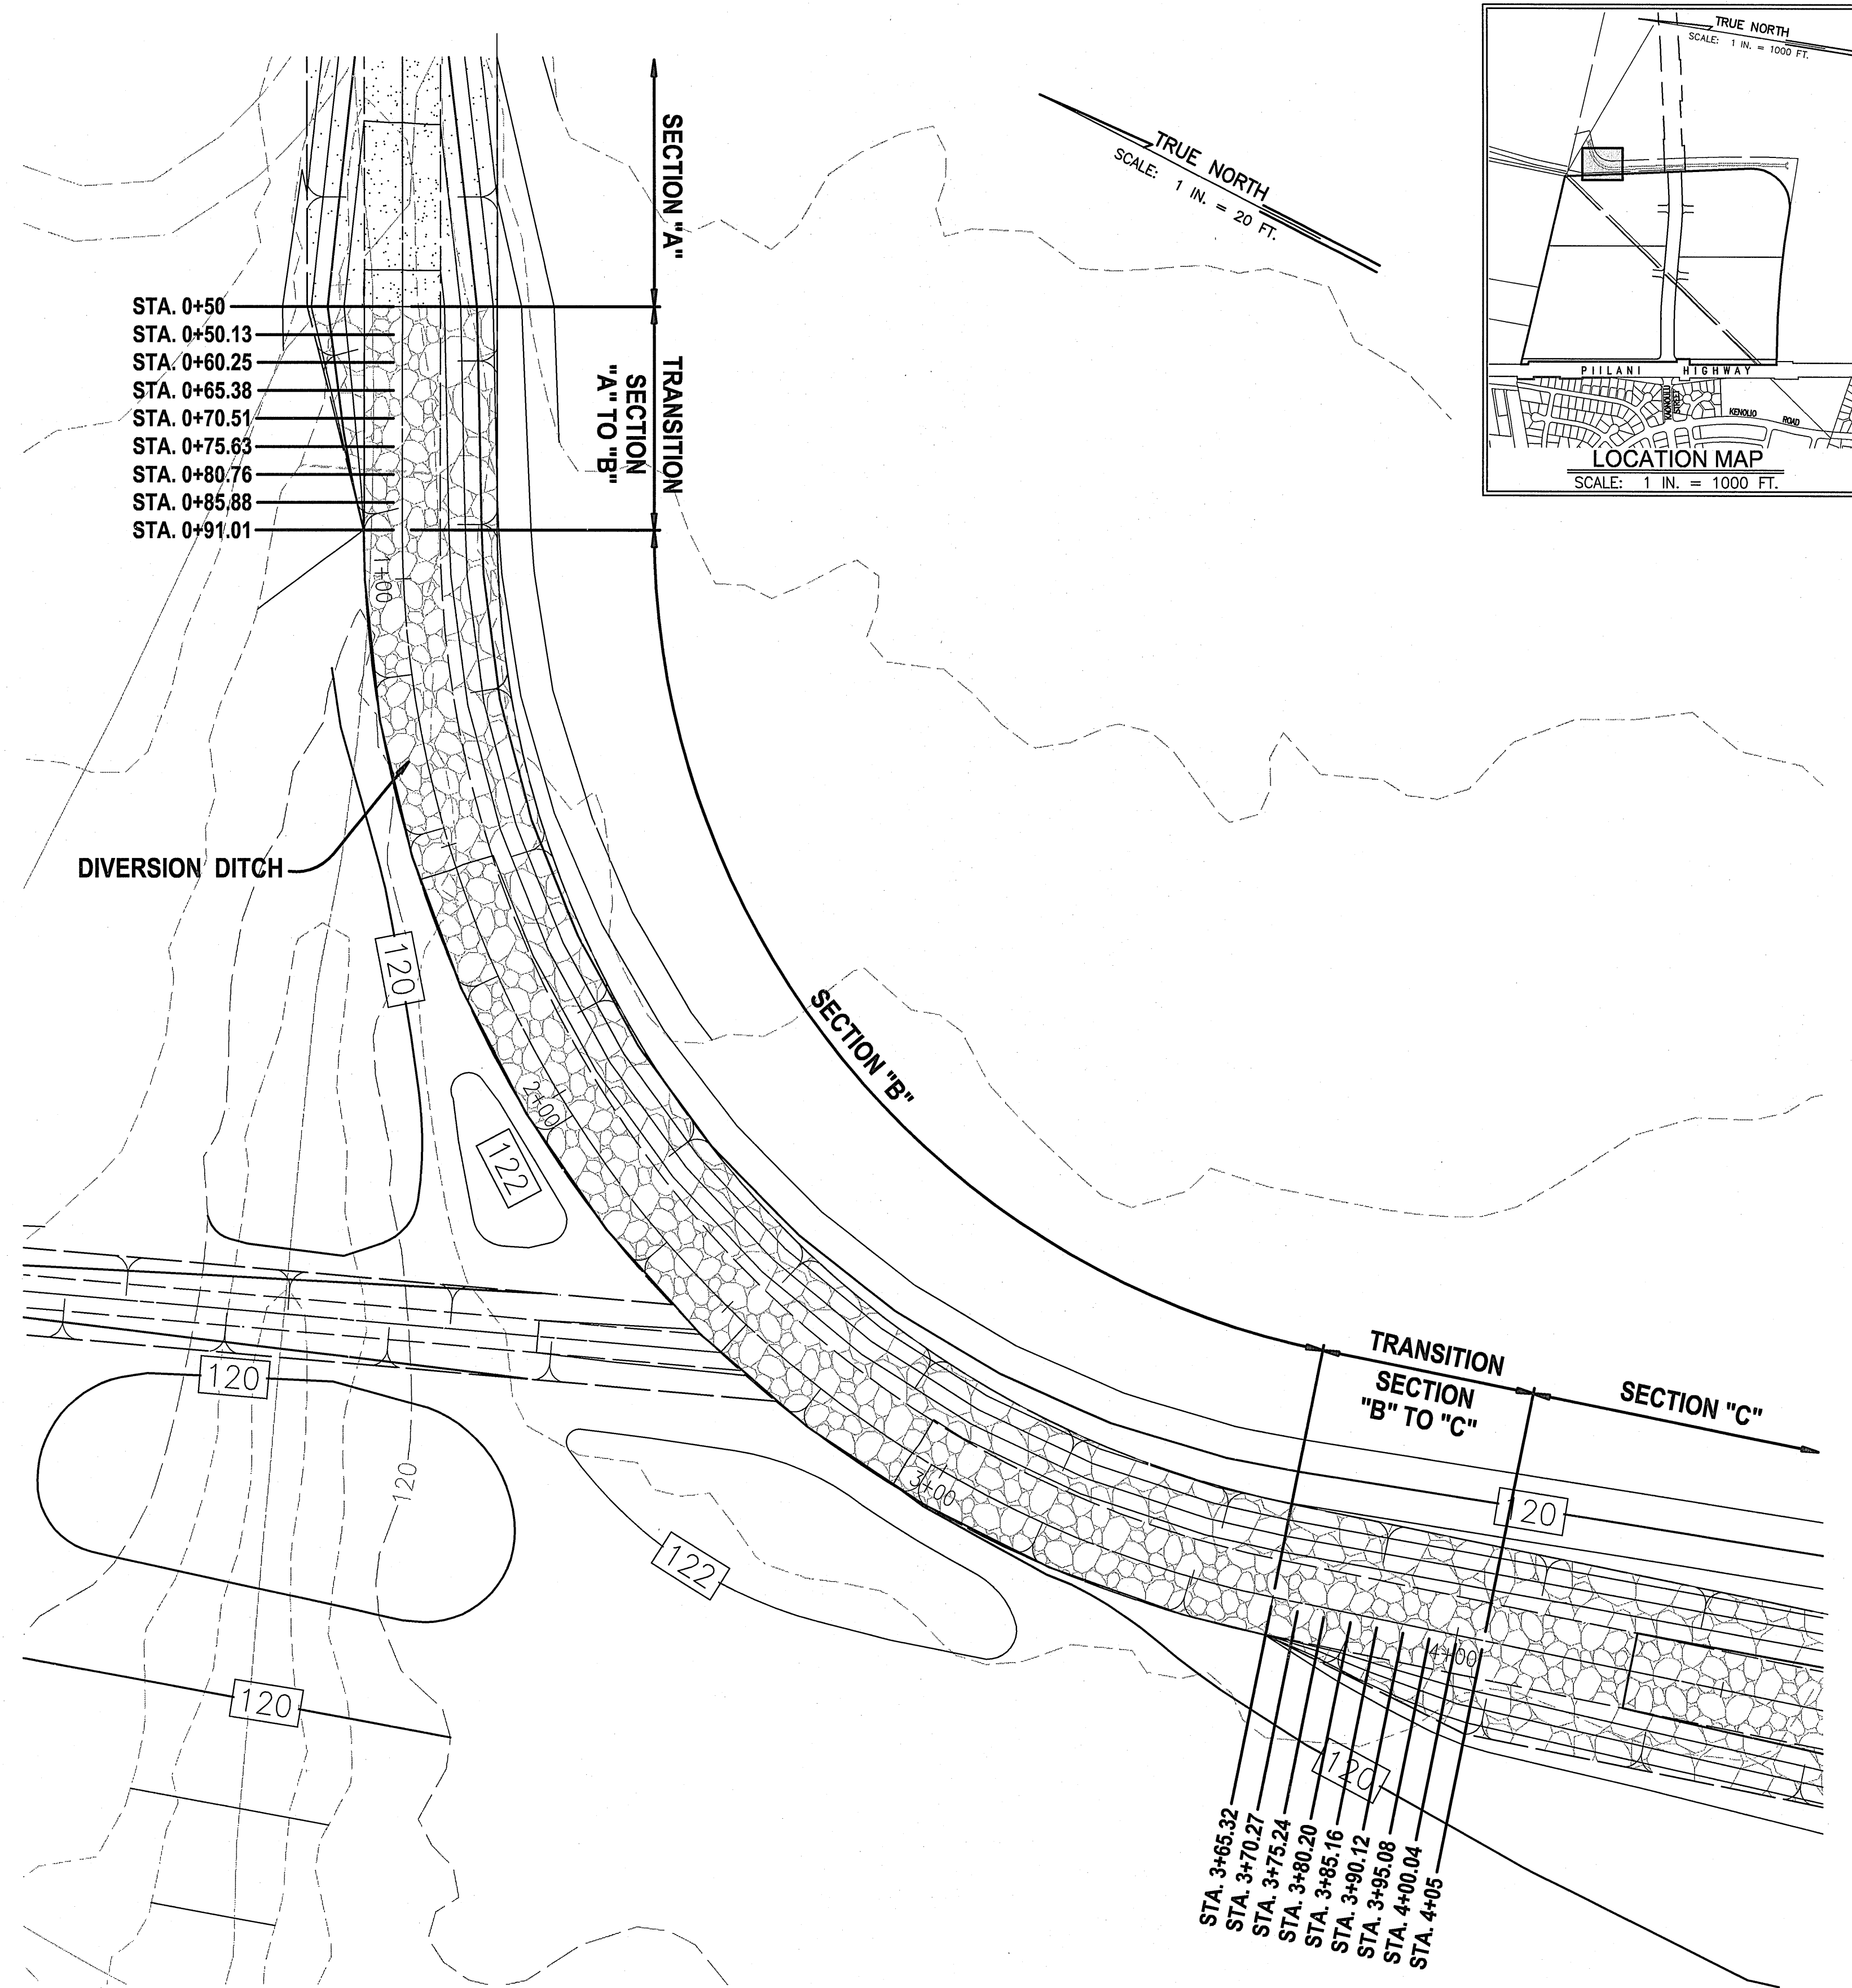 TRUE NORTH
SCALE: 1 IN. = 1000 FT.
PIILANI HIGHWAY
KAONOULU
STREET
KENOLIO ROAD
LOCATION MAP
SCALE: 1 IN. = 1000 FT.
TRUE NORTH
SCALE: 1 IN. = 20 FT.
SECTION "A"
TRANSITION
SECTION
"A" TO "B"
STA. 0+50
STA. 0+50.13
STA. 0+60.25
STA. 0+65.38
STA. 0+70.51
STA. 0+75.63
STA. 0+80.76
STA. 0+85.88
STA. 0+91.01
1+00
DIVERSION DITCH
120
SECTION "B"
2+00
122
TRANSITION
SECTION
"B" TO "C"
SECTION "C"
120
120
3+00
120
122
4+00
120
120
STA. 3+65.32
STA. 3+70.27
STA. 3+75.24
STA. 3+80.20
STA. 3+85.16
STA. 3+90.12
STA. 3+95.08
STA. 4+00.04
STA. 4+05